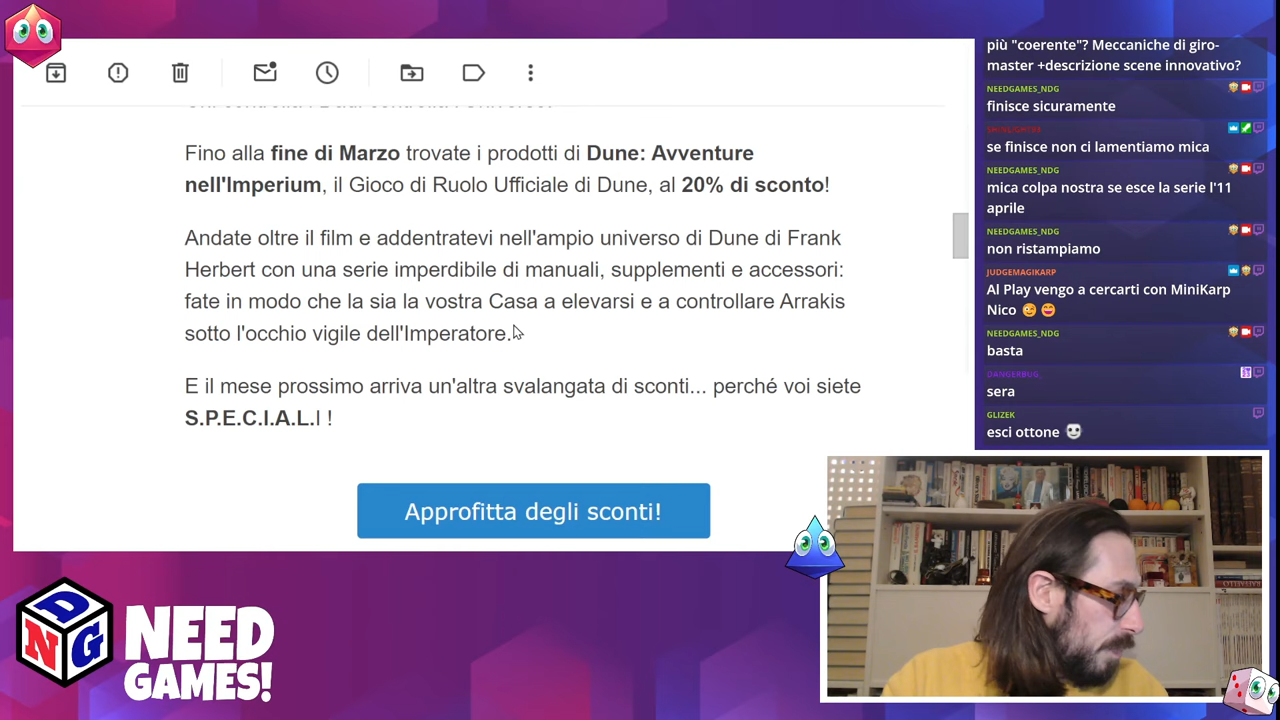 Fino alla fine di Marzo trovate i prodotti di Dune: Avventure
nell'Imperium, il Gioco di Ruolo Ufficiale di Dune, al 20% di sconto!
Andate oltre il film e addentratevi nell'ampio universo di Dune di Frank
Herbert con una serie imperdibile di manuali, supplementi e accessori:
fate in modo che la sia la vostra Casa a elevarsi e a controllare Arrakis
sotto l'occhio vigile dell'Imperatore.
E il mese prossimo arriva un'altra svalangata di sconti... perché voi siete
S.P.E.C.I.A.L.I !
Approfitta degli sconti!
più "coerente"? Meccaniche di giro-
master +descrizione scene innovativo?
NEEDGAMES_NDG
finisce sicuramente
se finisce non ci lamentiamo mica
NEEDGAMES_NDG
mica colpa nostra se esce la serie l'11
aprile
NEEDGAMES_NDG
non ristampiamo
JUDGEMAGIKARP
Al Play vengo a cercarti con MiniKarp
Nico
NEEDGAMES_NDG
basta
DANGERBUG_
sera
GLIZEK
esci ottone
D
N
G
NEED
GAMES!